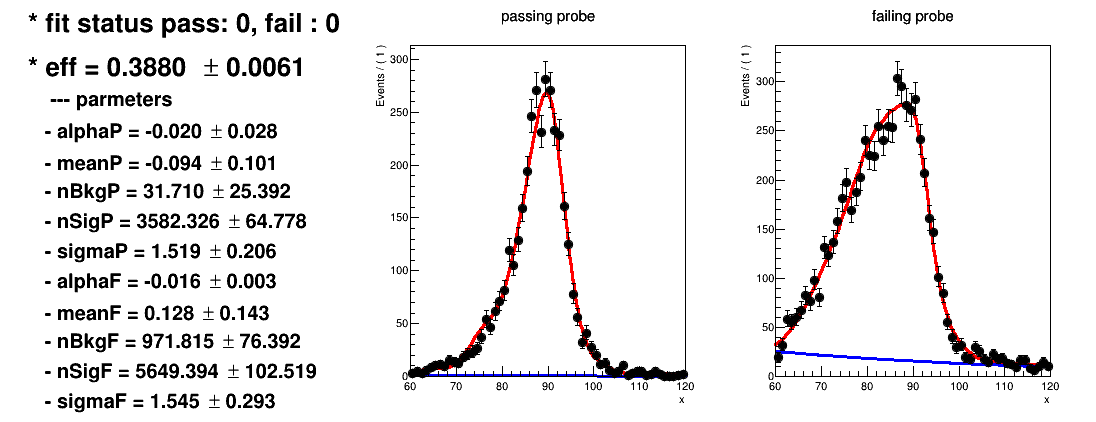 * fit status pass: 0, fail : 0
* eff = 0.3880 ± 0.0061
--- parmeters
- alphaP = -0.020 ± 0.028
- meanP = -0.094 ± 0.101
- nBkgP = 31.710 ± 25.392
- nSigP = 3582.326 ± 64.778
- sigmaP = 1.519 ± 0.206
- alphaF = -0.016 ± 0.003
- meanF = 0.128 ± 0.143
- nBkgF = 971.815 ± 76.392
- nSigF = 5649.394 ± 102.519
- sigmaF = 1.545 ± 0.293
passing probe
Events / ( 1 )
300
250
200
150
100
50
0
60 70 80 90 100 110 120
x
failing probe
Events / ( 1 )
300
250
200
150
100
50
0
60 70 80 90 100 110 120
x